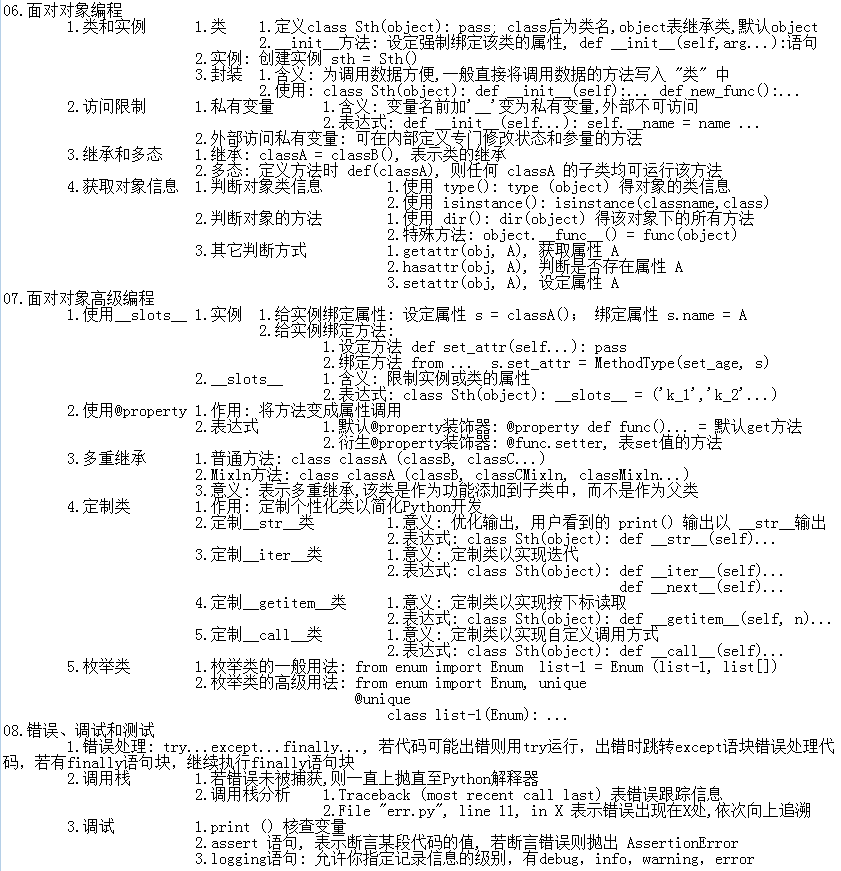 06.面对对象编程
1.类和实例 1.类 1.定义class Sth(object): pass; class后为类名,object表继承类,默认object
2.__init__方法: 设定强制绑定该类的属性, def __init__(self,arg...):语句
2.实例: 创建实例 sth = Sth()
3.封装 1.含义: 为调用数据方便,一般直接将调用数据的方法写入 "类" 中
2.使用: class Sth(object): def __init__(self):... def new_func():...
2.访问限制 1.私有变量 1.含义: 变量名前加'__'变为私有变量,外部不可访问
2.表达式: def __init__(self...): self.__name = name ...
2.外部访问私有变量: 可在内部定义专门修改状态和参量的方法
3.继承和多态 1.继承: classA = classB(), 表示类的继承
2.多态: 定义方法时 def(classA), 则任何 classA 的子类均可运行该方法
4.获取对象信息 1.判断对象类信息 1.使用 type(): type (object) 得对象的类信息
2.使用 isinstance(): isinstance(classname,class)
2.判断对象的方法 1.使用 dir(): dir(object) 得该对象下的所有方法
2.特殊方法: object.__func__() = func(object)
3.其它判断方式 1.getattr(obj, A), 获取属性 A
2.hasattr(obj, A), 判断是否存在属性 A
3.setattr(obj, A), 设定属性 A
07.面对对象高级编程
1.使用__slots__ 1.实例 1.给实例绑定属性: 设定属性 s = classA(); 绑定属性 s.name = A
2.给实例绑定方法:
1.设定方法 def set_attr(self...): pass
2.绑定方法 from ... s.set_attr = MethodType(set_age, s)
2.__slots__ 1.含义: 限制实例或类的属性
2.表达式: class Sth(object): __slots__ = ('k_1','k_2'...)
2.使用@property 1.作用: 将方法变成属性调用
2.表达式 1.默认@property装饰器: @property def func()... = 默认get方法
2.衍生@property装饰器: @func.setter, 表set值的方法
3.多重继承 1.普通方法: class classA (classB, classC...)
2.Mixln方法: class classA (classB, classCMixln, classMixln...)
3.意义: 表示多重继承,该类是作为功能添加到子类中, 而不是作为父类
4.定制类 1.作用: 定制个性化类以简化Python开发
2.定制__str__类 1.意义: 优化输出, 用户看到的 print() 输出以 __str__输出
2.表达式: class Sth(object): def __str__(self)...
3.定制__iter__类 1.意义: 定制类以实现迭代
2.表达式: class Sth(object): def __iter__(self)...
def __next__(self)...
4.定制__getitem__类 1.意义: 定制类以实现按下标读取
2.表达式: class Sth(object): def __getitem__(self, n)...
5.定制__call__类 1.意义: 定制类以实现自定义调用方式
2.表达式: class Sth(object): def __call__(self)...
5.枚举类 1.枚举类的一般用法: from enum import Enum list-1 = Enum (list-1, list[])
2.枚举类的高级用法: from enum import Enum, unique
@unique
class list-1(Enum): ...
08.错误、调试和测试
1.错误处理: try...except...finally..., 若代码可能出错则用try运行, 出错时跳转except语块错误处理代
码, 若有finally语句块, 继续执行finally语句块
2.调用栈 1.若错误未被捕获,则一直上抛直至Python解释器
2.调用栈分析 1.Traceback (most recent call last) 表错误跟踪信息
2.File "err.py", line 11, in X 表示错误出现在X处,依次向上追溯
3.调试 1.print () 核查变量
2.assert 语句, 表示断言某段代码的值, 若断言错误则抛出 AssertionError
3.logging语句: 允许你指定记录信息的级别, 有debug, info, warning, error